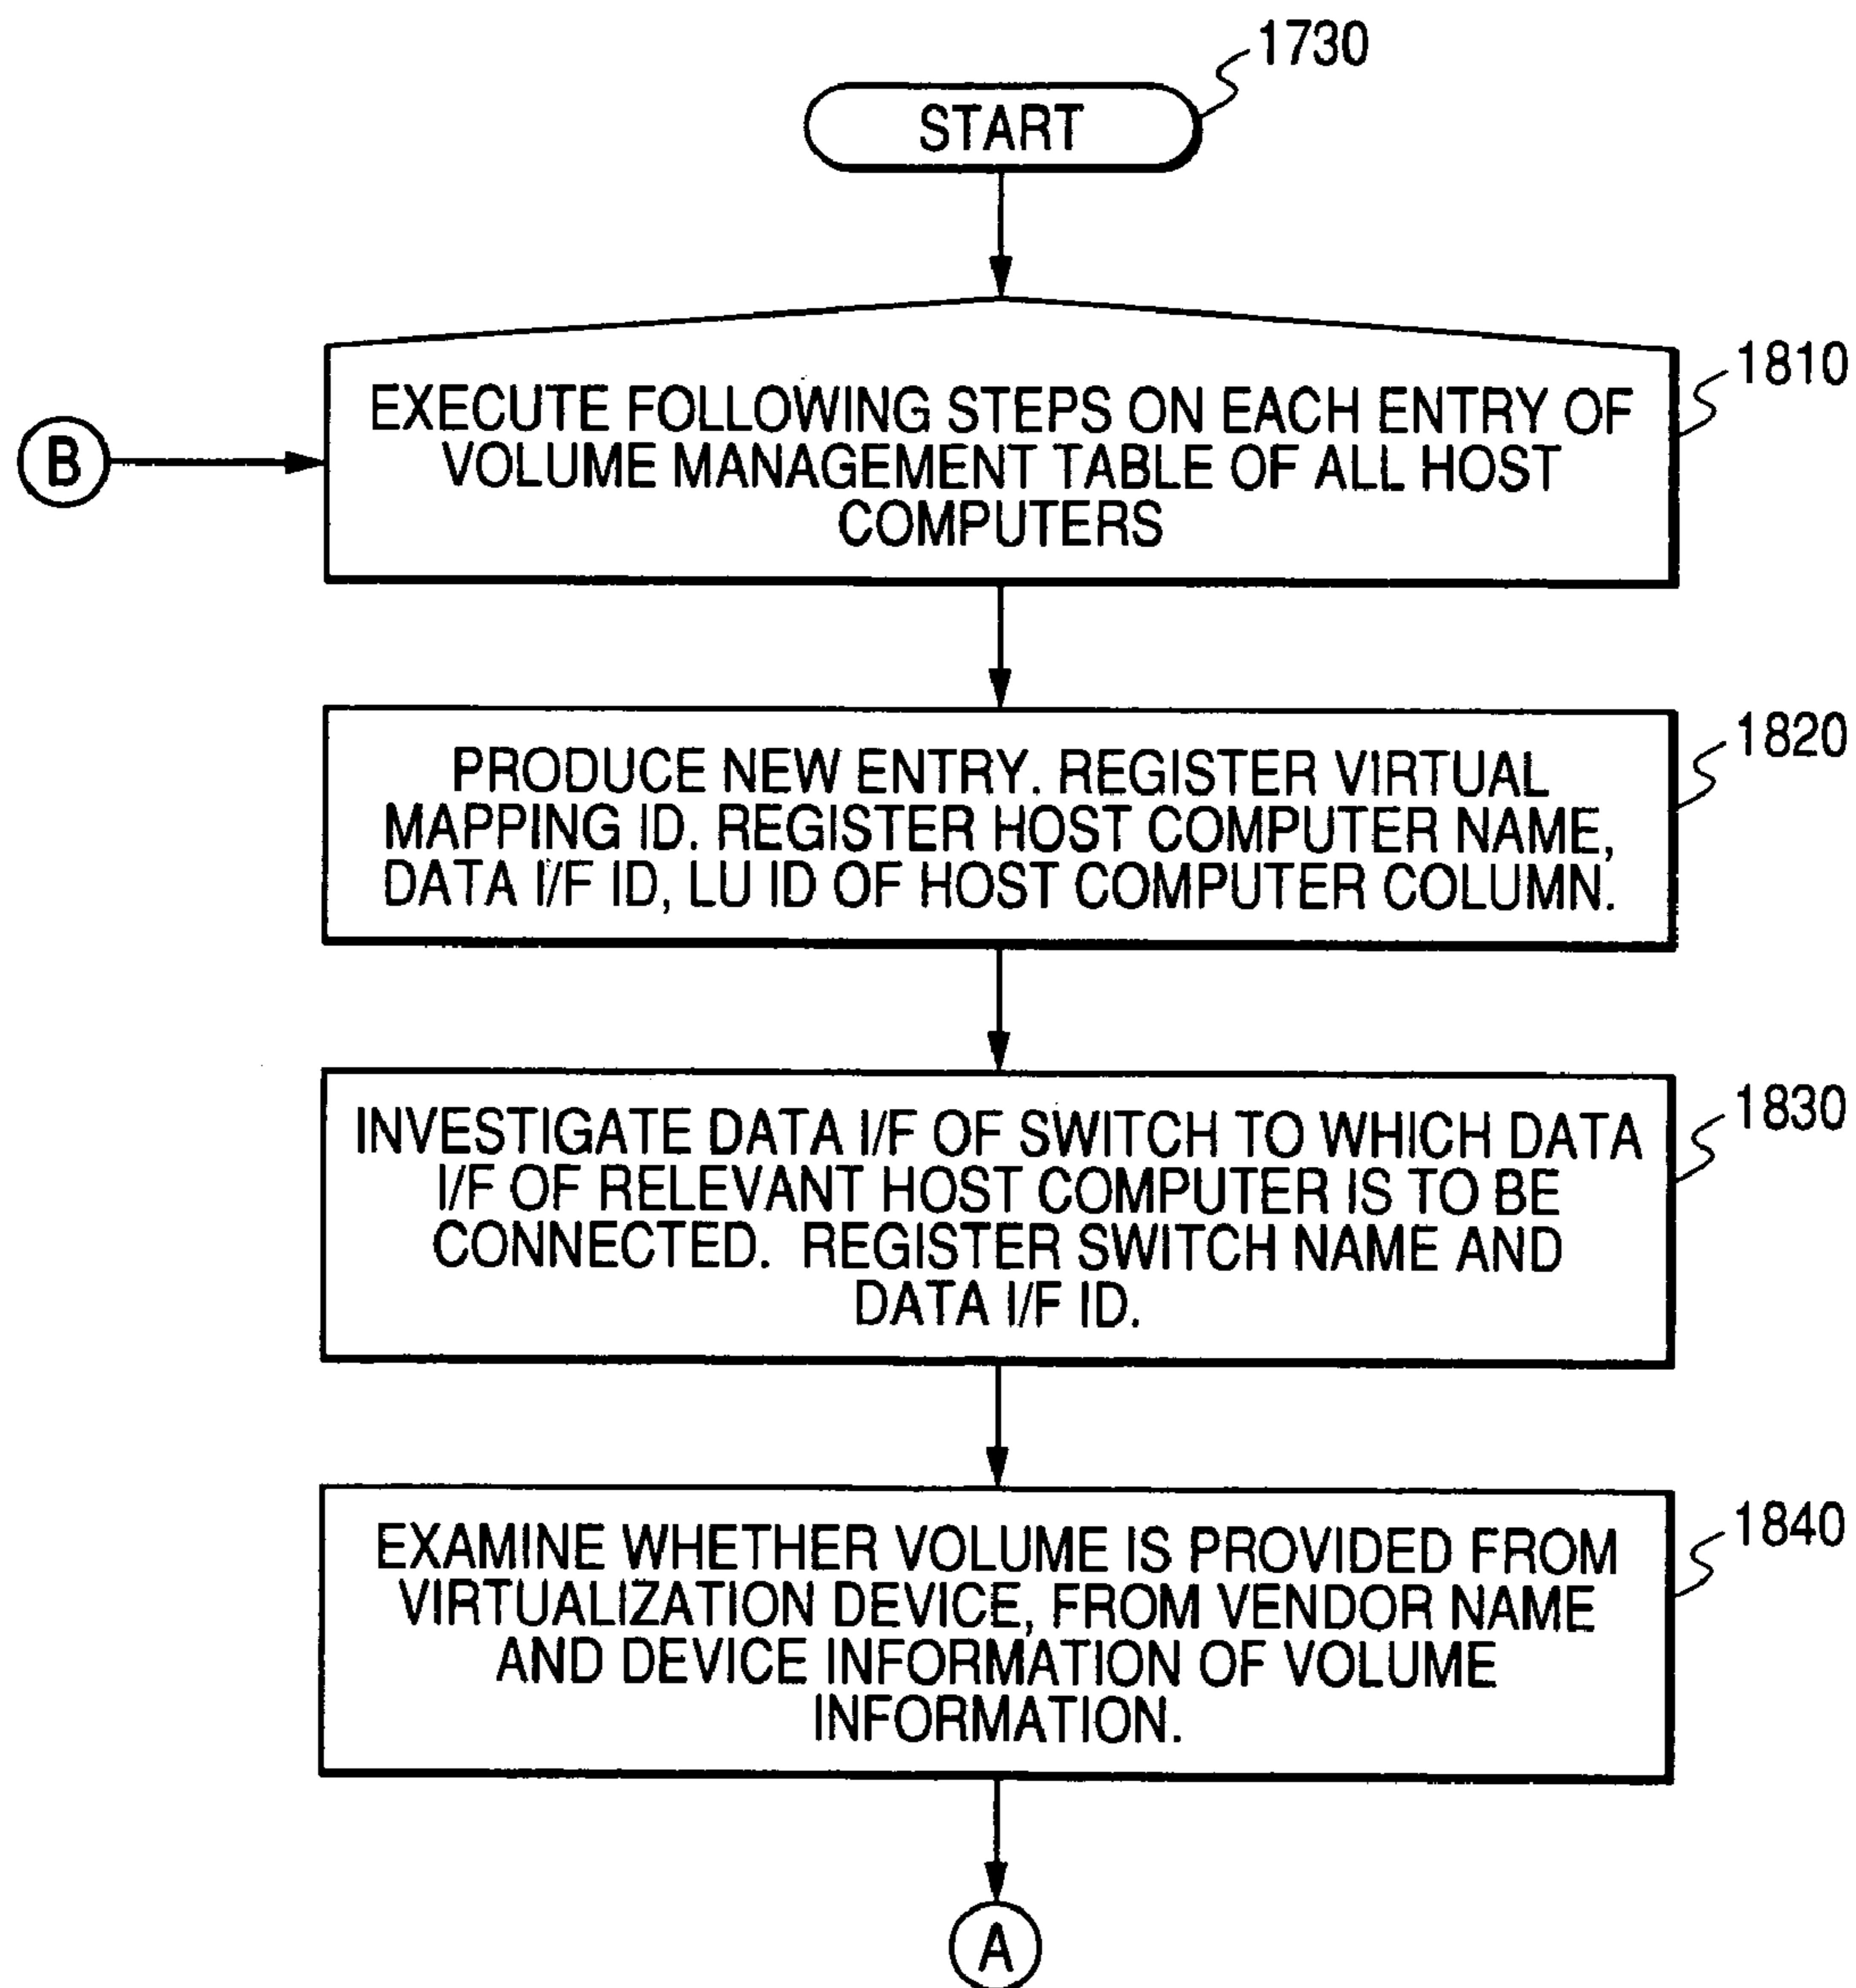 1730
START
1810
EXECUTE FOLLOWING STEPS ON EACH ENTRY OF
VOLUME MANAGEMENT TABLE OF ALL HOST
COMPUTERS
B
1820
PRODUCE NEW ENTRY. REGISTER VIRTUAL
MAPPING ID. REGISTER HOST COMPUTER NAME,
DATA I/F ID, LU ID OF HOST COMPUTER COLUMN.
1830
INVESTIGATE DATA I/F OF SWITCH TO WHICH DATA
I/F OF RELEVANT HOST COMPUTER IS TO BE
CONNECTED. REGISTER SWITCH NAME AND
DATA I/F ID.
1840
EXAMINE WHETHER VOLUME IS PROVIDED FROM
VIRTUALIZATION DEVICE, FROM VENDOR NAME
AND DEVICE INFORMATION OF VOLUME
INFORMATION.
A